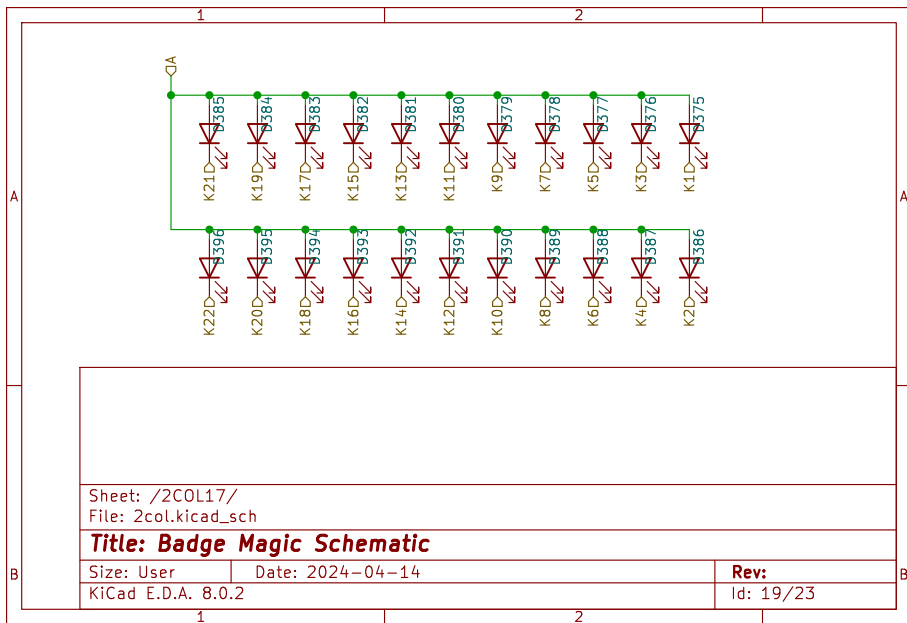 1 2
A
D385 D384 D383 D382 D381 D380 D379 D378 D377 D376 D375
K21 K19 K17 K15 K13 K11 K9 K7 K5 K3 K1
A A
D396 D395 D394 D393 D392 D391 D390 D389 D388 D387 D386
K22 K20 K18 K16 K14 K12 K10 K8 K6 K4 K2
Sheet: /2COL17/
File: 2col.kicad_sch
Title: Badge Magic Schematic
Size: User Date: 2024-04-14 Rev:
KiCad E.D.A. 8.0.2 Id: 19/23
B B
1 2